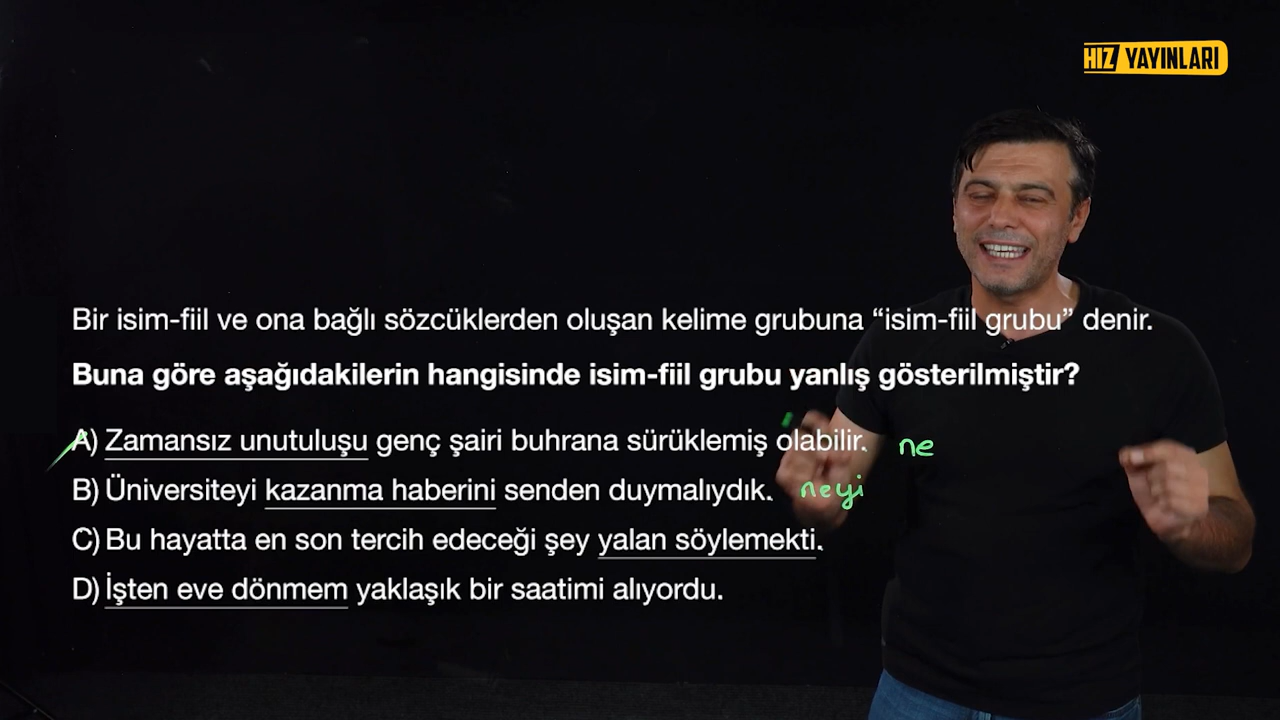 HIZ YAYINLARI
Bir isim-fiil ve ona bağlı sözcüklerden oluşan kelime grubuna “isim-fiil grubu” denir.
Buna göre aşağıdakilerin hangisinde isim-fiil grubu yanlış gösterilmiştir?
A) Zamansız unutuluşu genç şairi buhrana sürüklemiş olabilir. ne
B) Üniversiteyi kazanma haberini senden duymalıydık. neyi
C) Bu hayatta en son tercih edeceği şey yalan söylemekti.
D) İşten eve dönmem yaklaşık bir saatimi alıyordu.